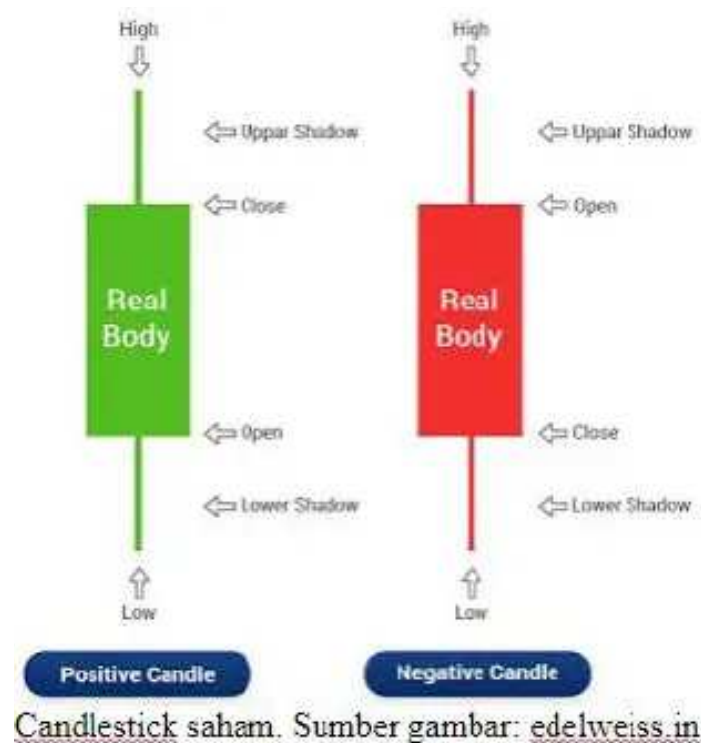 High High
Uppar Shadow Uppar Shadow
Close Open
Real Body Real Body
Open Close
Lower Shadow Lower Shadow
Low Low
Positive Candle Negative Candle
Candlestick saham. Sumber gambar: edelweiss.in